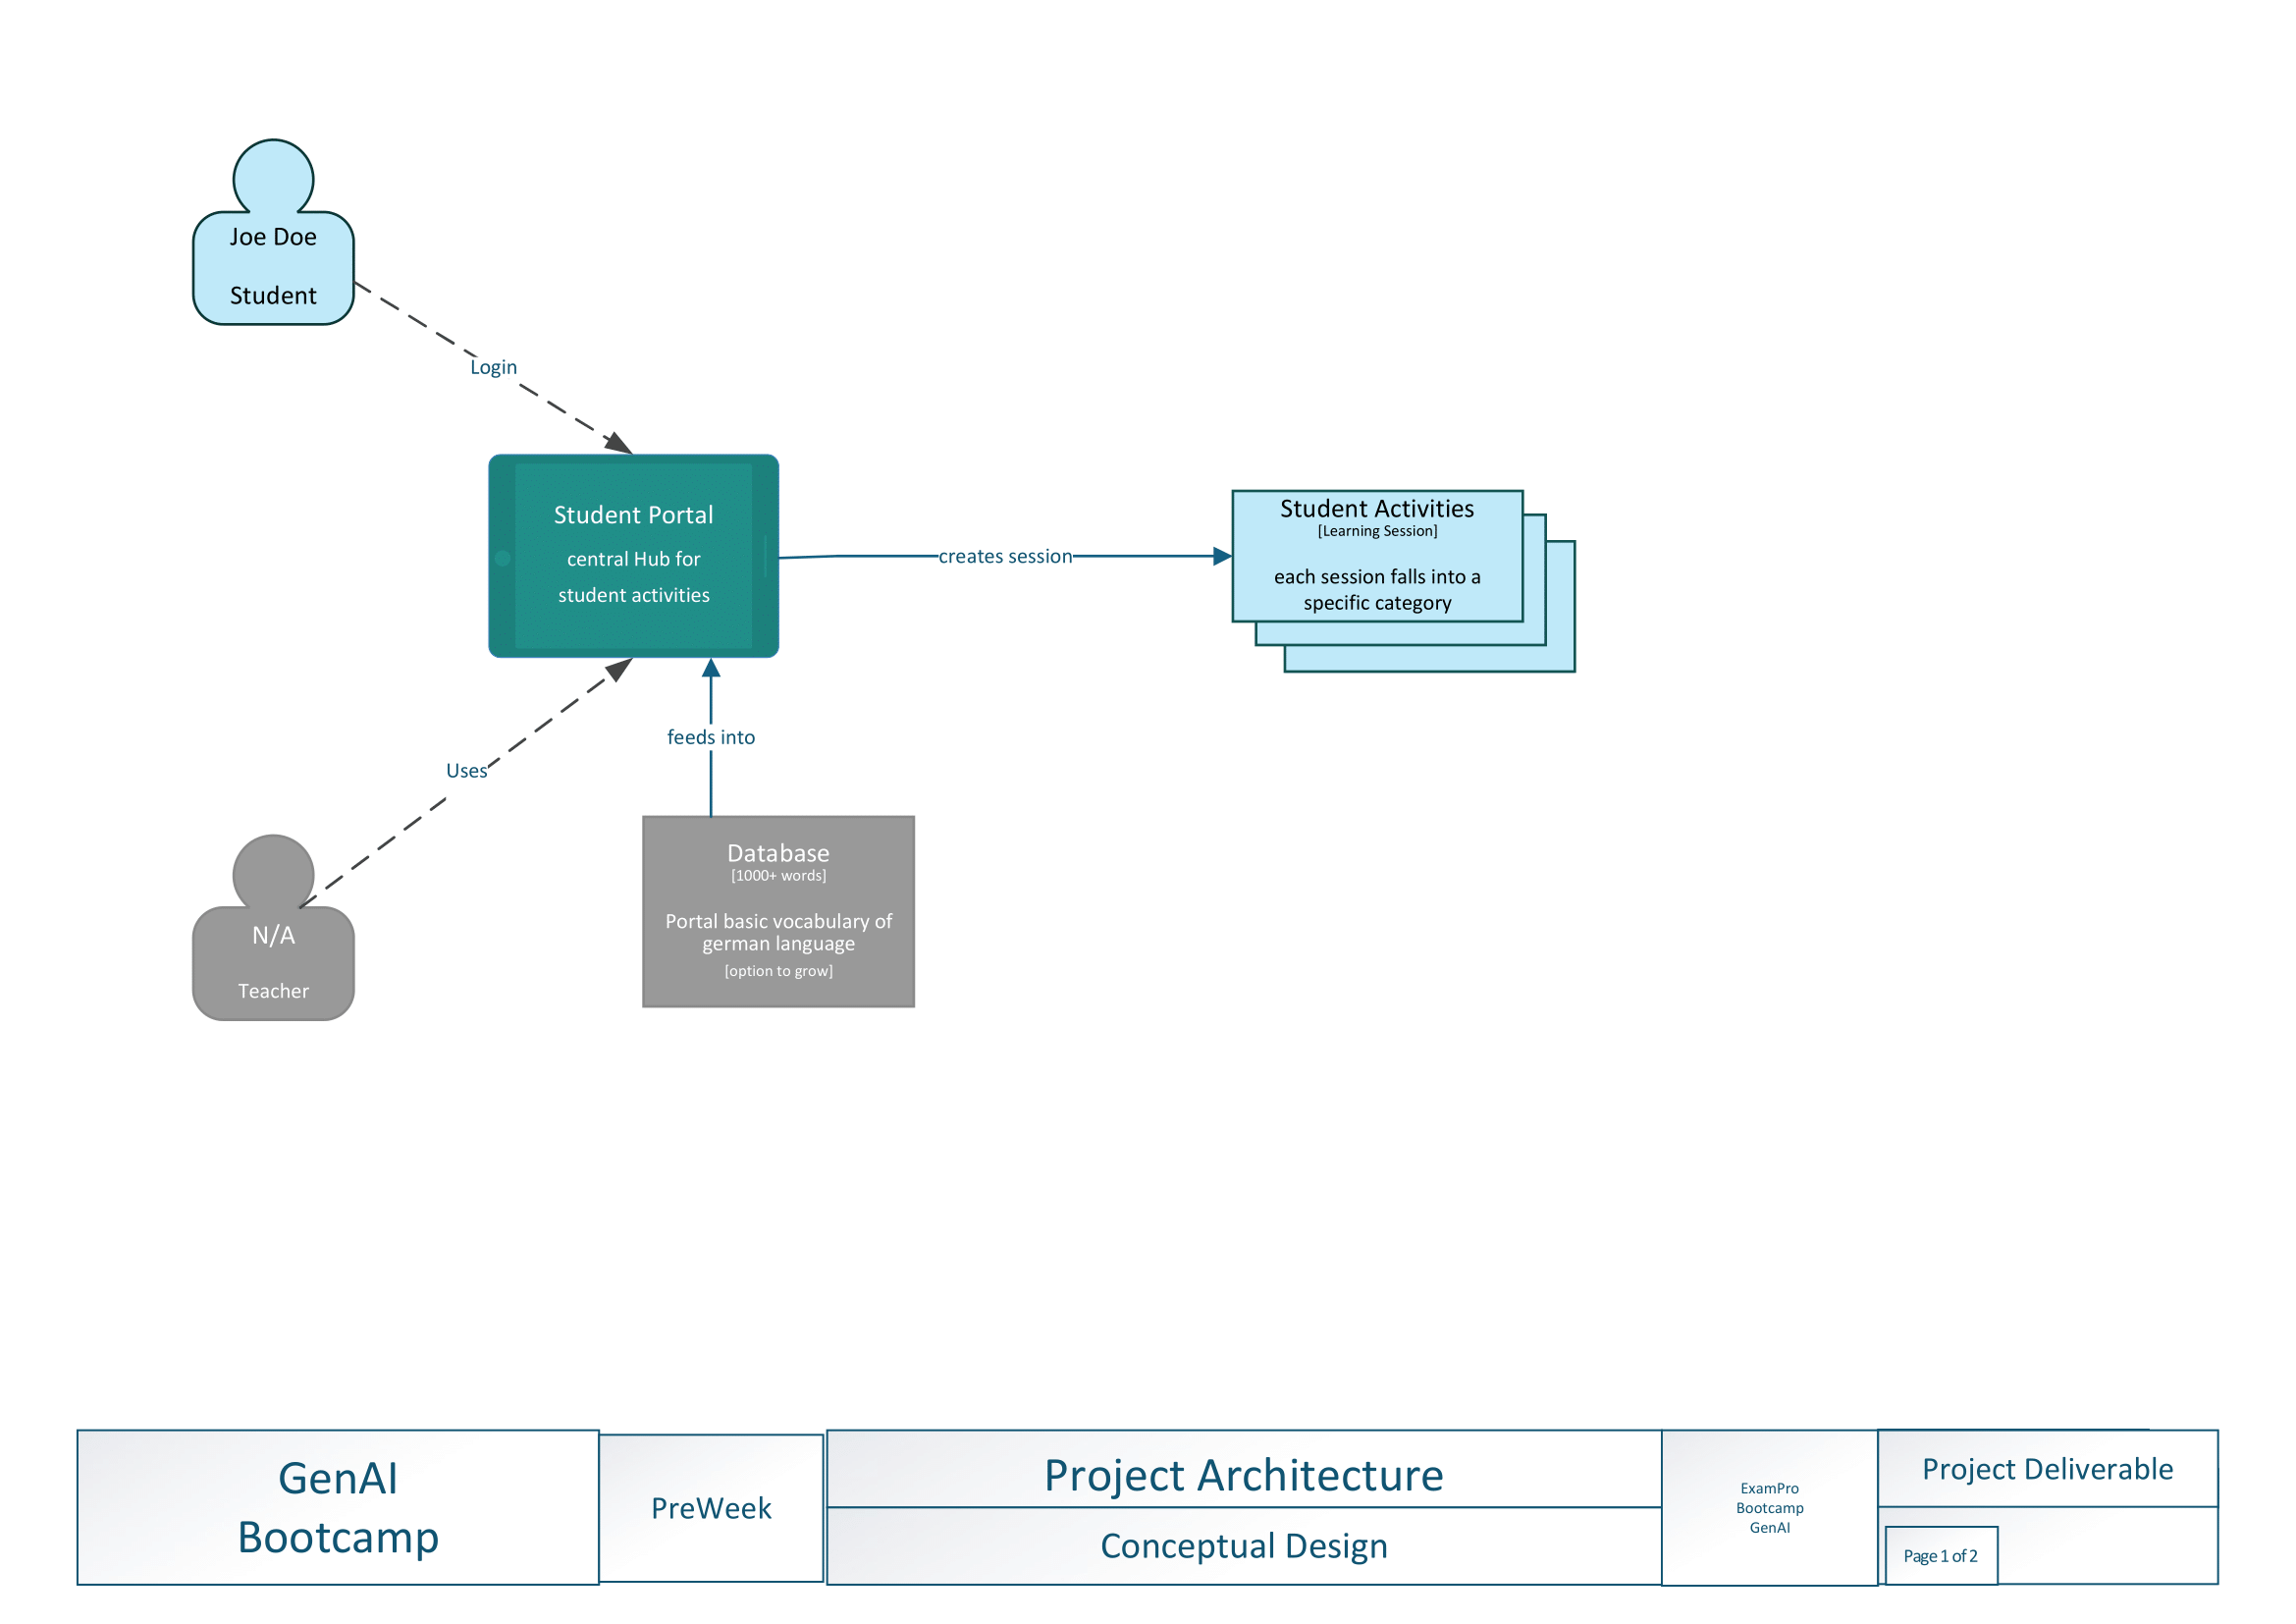 Joe Doe
Student
Login
Student Portal
central Hub for
student activities
creates session
Student Activities
[Learning Session]
each session falls into a
specific category
feeds into
Uses
Database
[1000+ words]
Portal basic vocabulary of
german language
[option to grow]
N/A
Teacher
GenAI
Bootcamp
PreWeek
Project Architecture
Conceptual Design
ExamPro
Bootcamp
GenAI
Project Deliverable
Page 1 of 2